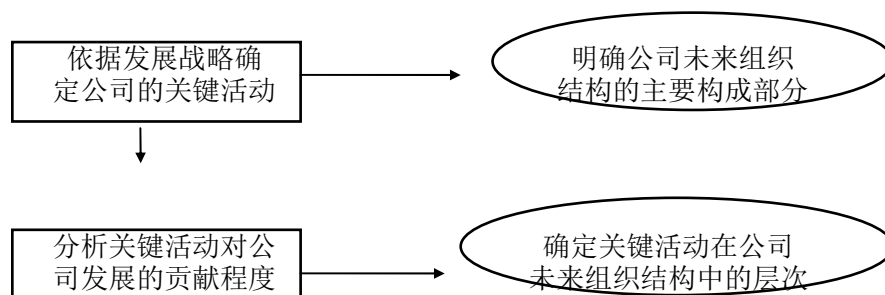 依据发展战略确
定公司的关键活动
明确公司未来组织
结构的主要构成部分
分析关键活动对公
司发展的贡献程度
确定关键活动在公司
未来组织结构中的层次